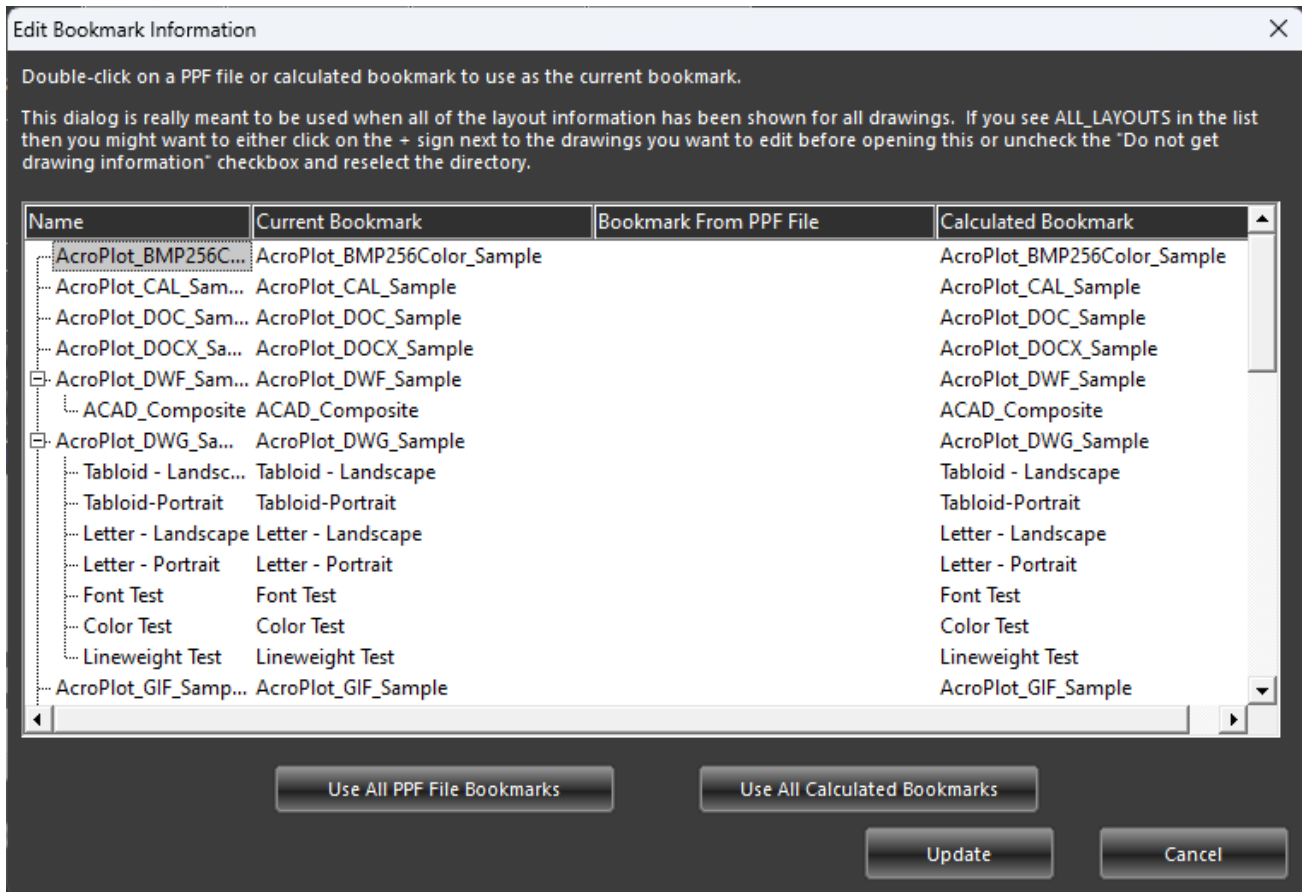 Edit Bookmark Information
Double-click on a PPF file or calculated bookmark to use as the current bookmark.
This dialog is really meant to be used when all of the layout information has been shown for all drawings.  If you see ALL_LAYOUTS in the list
then you might want to either click on the + sign next to the drawings you want to edit before opening this or uncheck the "Do not get
drawing information" checkbox and reselect the directory.
Name Current Bookmark Bookmark From PPF File Calculated Bookmark
AcroPlot_BMP256C... AcroPlot_BMP256Color_Sample AcroPlot_BMP256Color_Sample
AcroPlot_CAL_Sam... AcroPlot_CAL_Sample AcroPlot_CAL_Sample
AcroPlot_DOC_Sam... AcroPlot_DOC_Sample AcroPlot_DOC_Sample
AcroPlot_DOCX_Sa... AcroPlot_DOCX_Sample AcroPlot_DOCX_Sample
AcroPlot_DWF_Sam... AcroPlot_DWF_Sample AcroPlot_DWF_Sample
ACAD_Composite ACAD_Composite ACAD_Composite
AcroPlot_DWG_Sa... AcroPlot_DWG_Sample AcroPlot_DWG_Sample
Tabloid - Landsc... Tabloid - Landscape Tabloid - Landscape
Tabloid-Portrait Tabloid-Portrait Tabloid-Portrait
Letter - Landscape Letter - Landscape Letter - Landscape
Letter - Portrait Letter - Portrait Letter - Portrait
Font Test Font Test Font Test
Color Test Color Test Color Test
Lineweight Test Lineweight Test Lineweight Test
AcroPlot_GIF_Samp... AcroPlot_GIF_Sample AcroPlot_GIF_Sample
Use All PPF File Bookmarks Use All Calculated Bookmarks
Update Cancel